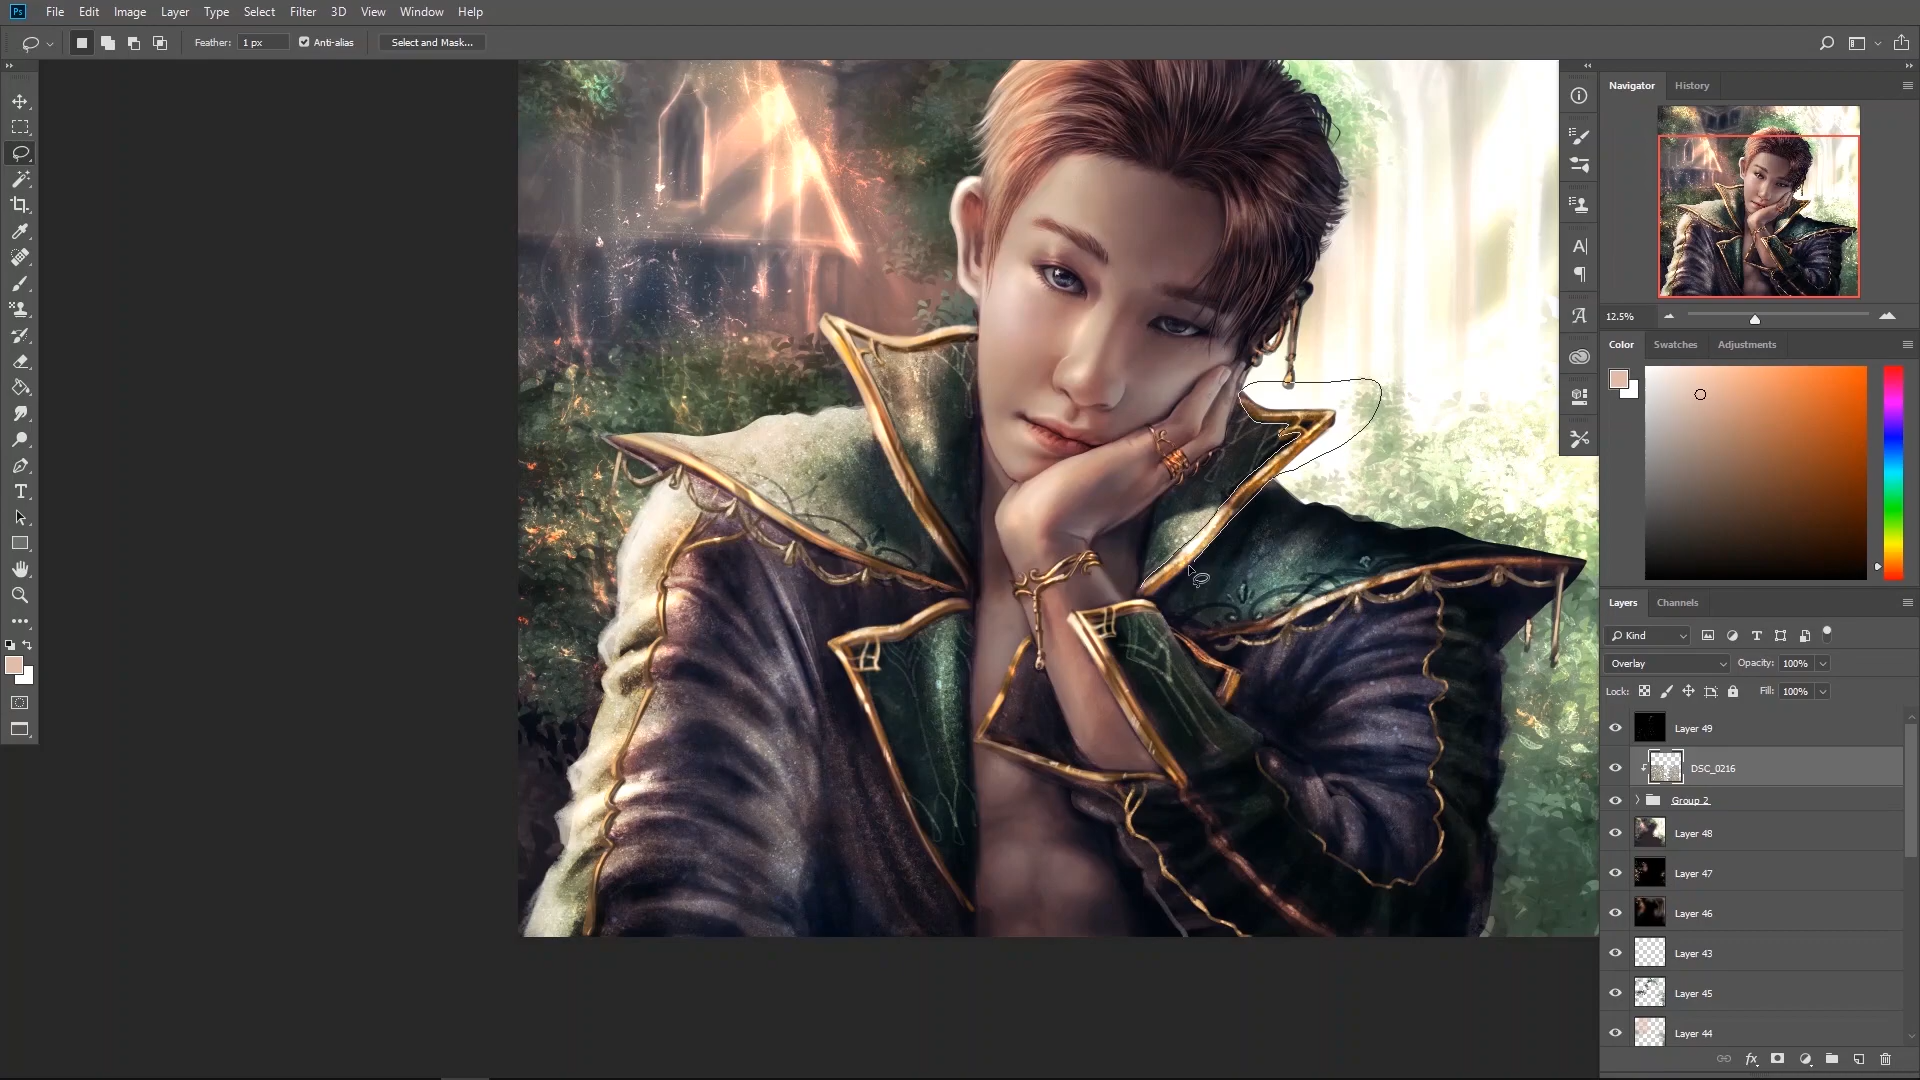 Ps File Edit Image Layer Type Select Filter 3D View Window Help
Feather: 1 px Anti-alias Select and Mask...
Navigator History
12.5%
Color Swatches Adjustments
Layers Channels
Kind
Overlay Opacity: 100%
Lock: Fill: 100%
Layer 49
DSC_0216
Group 2
Layer 48
Layer 47
Layer 46
Layer 43
Layer 45
Layer 44